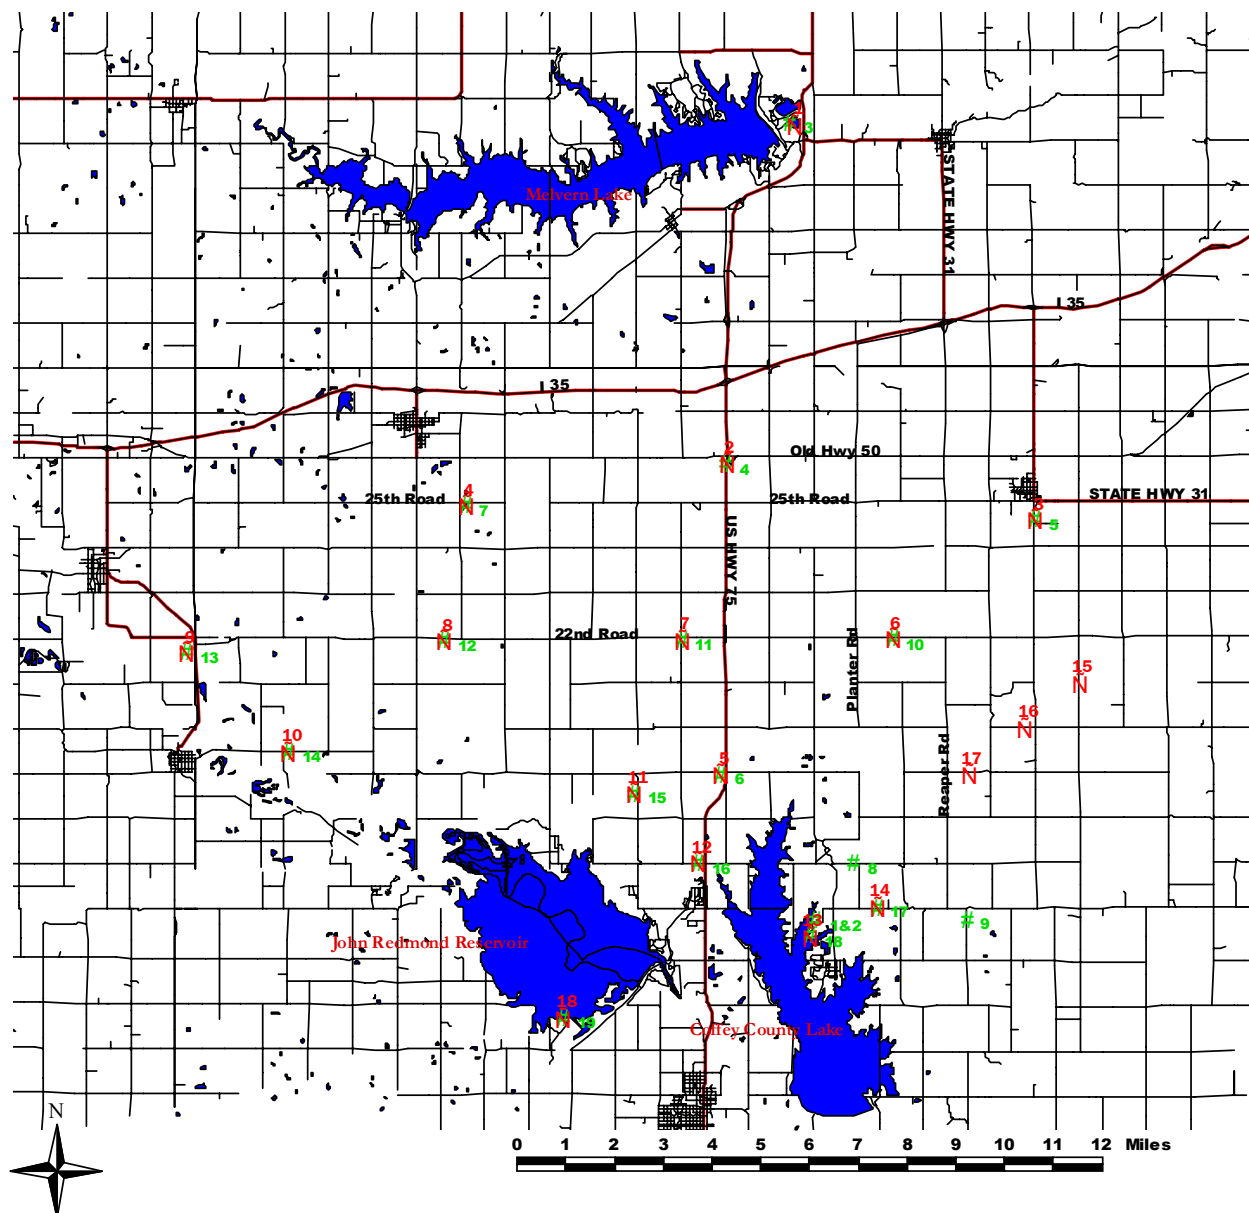 1
3
STATE HWY 31
Melvern Lake
I 35
I 35
2
Old Hwy 50
4
4
25th Road
7
25th Road
STATE HWY 31
3
5
US HWY 75
9
13
8
12
22nd Road
7
11
Planter Rd
6
10
15
16
10
14
5
6
11
15
Reaper Rd
17
12
16
# 8
14
17
13
1&2
18
# 9
John Redmond Reservoir
18
19
Coffey County Lake
N
0 1 2 3 4 5 6 7 8 9 10 11 12 Miles